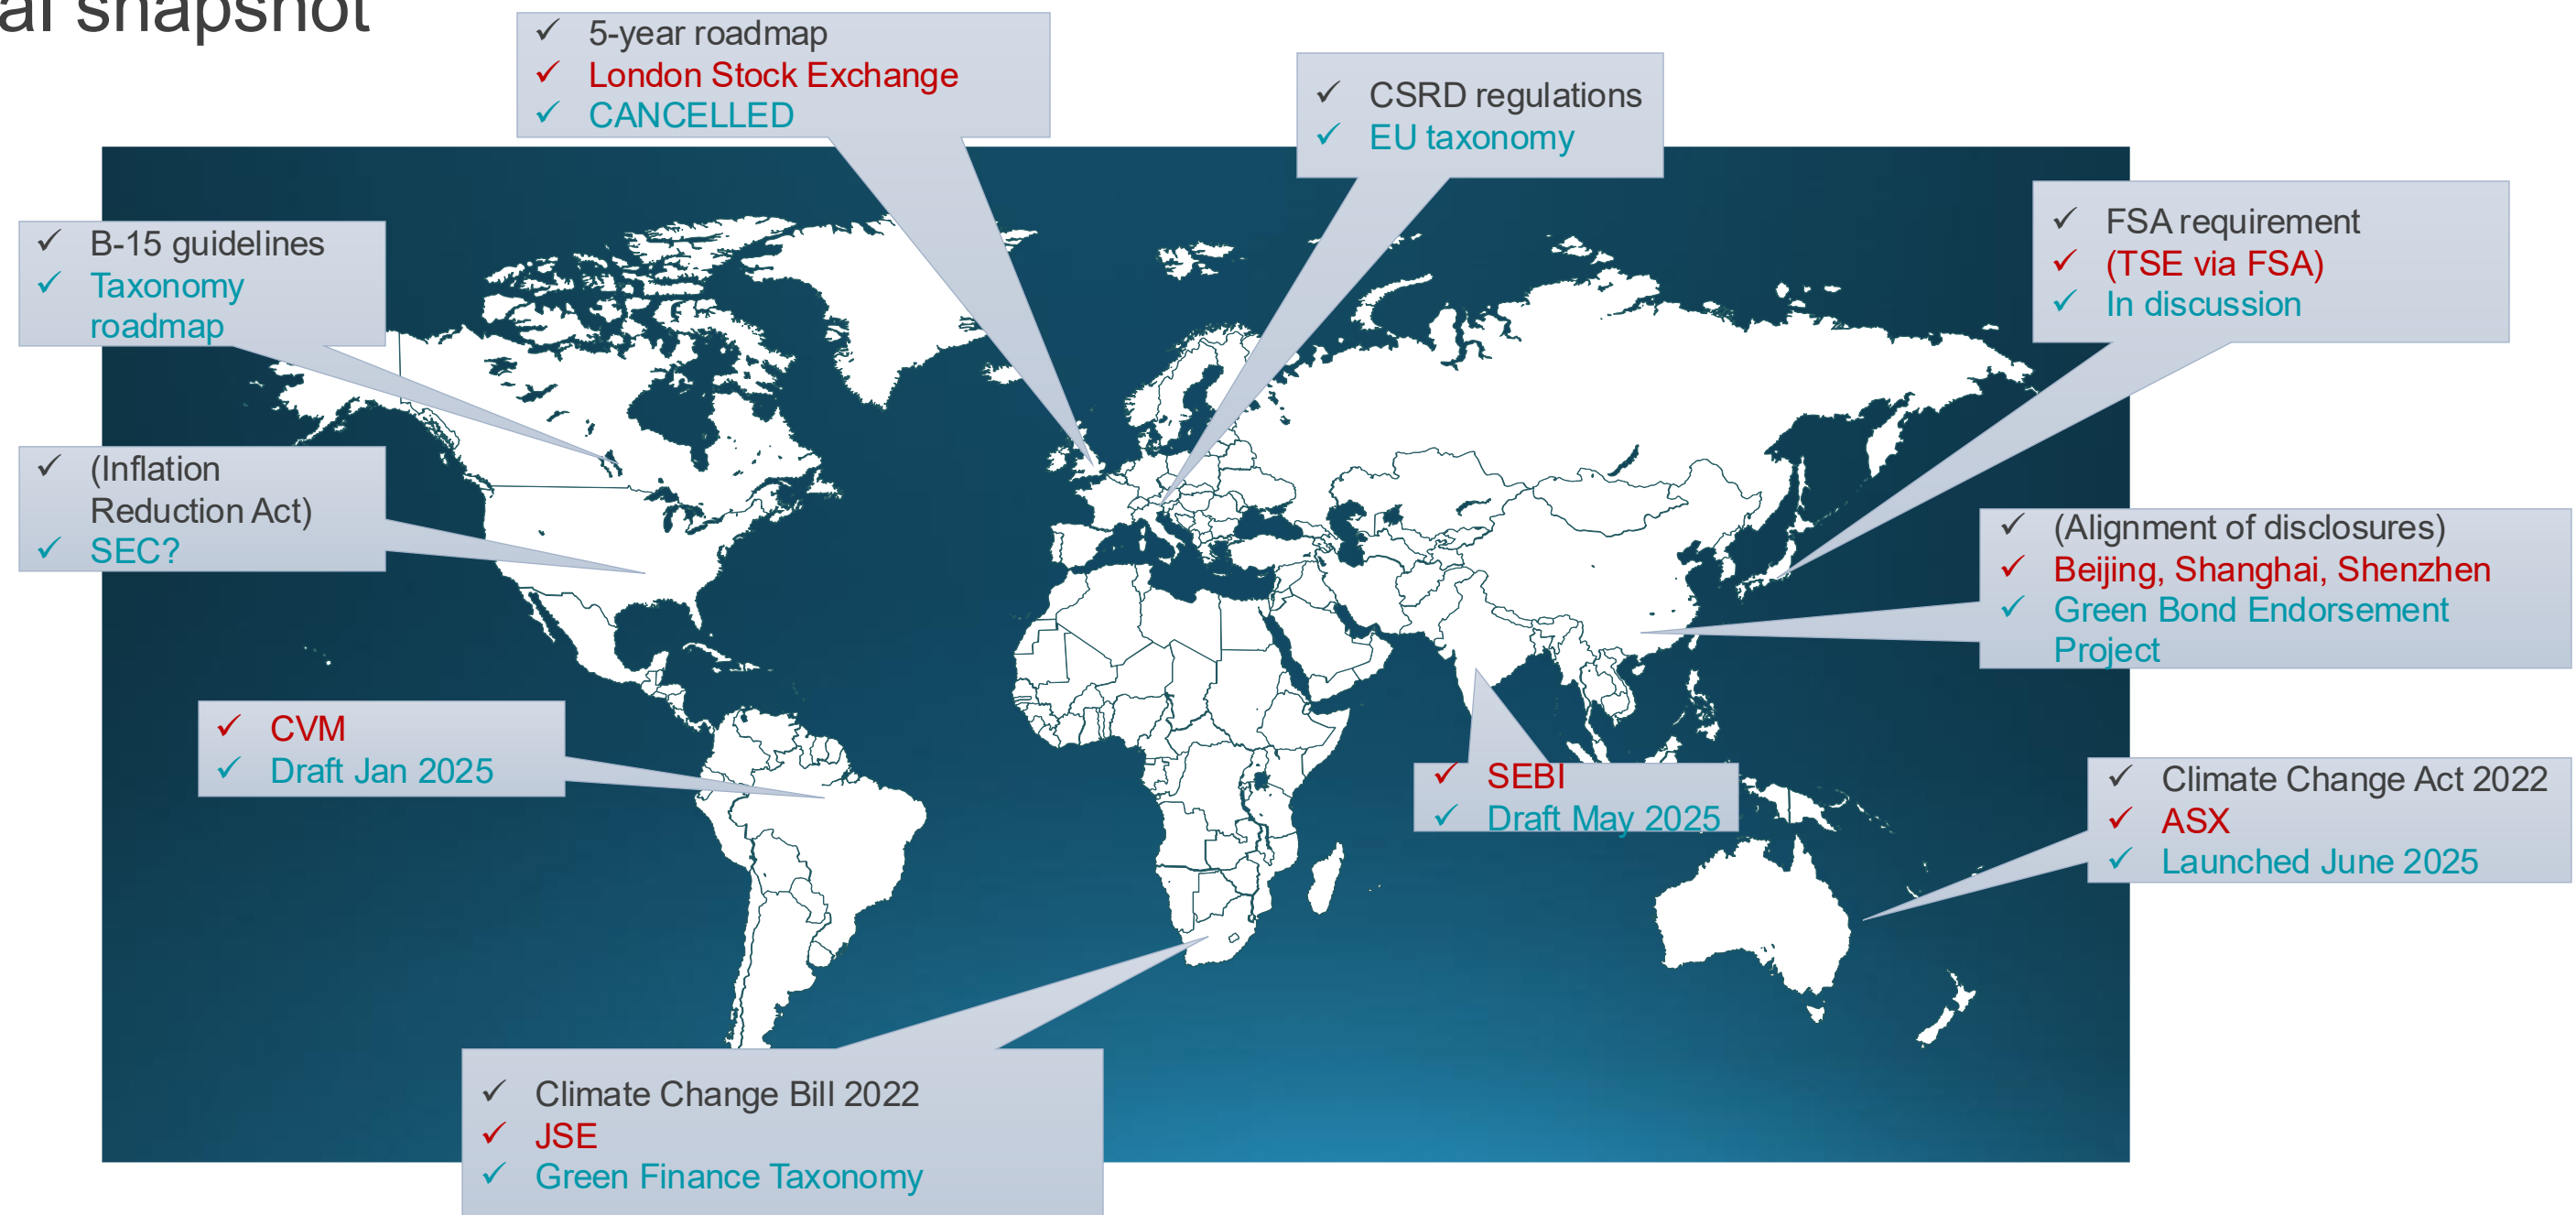 al snapshot
5-year roadmap
London Stock Exchange
CANCELLED
CSRD regulations
EU taxonomy
B-15 guidelines
Taxonomy
roadmap
FSA requirement
(TSE via FSA)
In discussion
(Inflation
Reduction Act)
SEC?
(Alignment of disclosures)
Beijing, Shanghai, Shenzhen
Green Bond Endorsement
Project
CVM
Draft Jan 2025
SEBI
Draft May 2025
Climate Change Act 2022
ASX
Launched June 2025
Climate Change Bill 2022
JSE
Green Finance Taxonomy